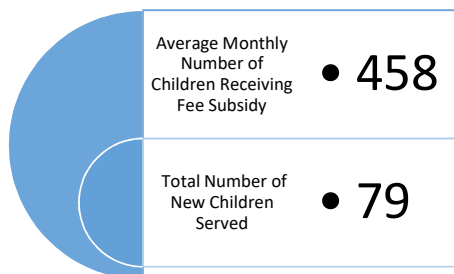 Average Monthly
Number of
Children Receiving
Fee Subsidy
• 458
Total Number of
New Children
Served
• 79